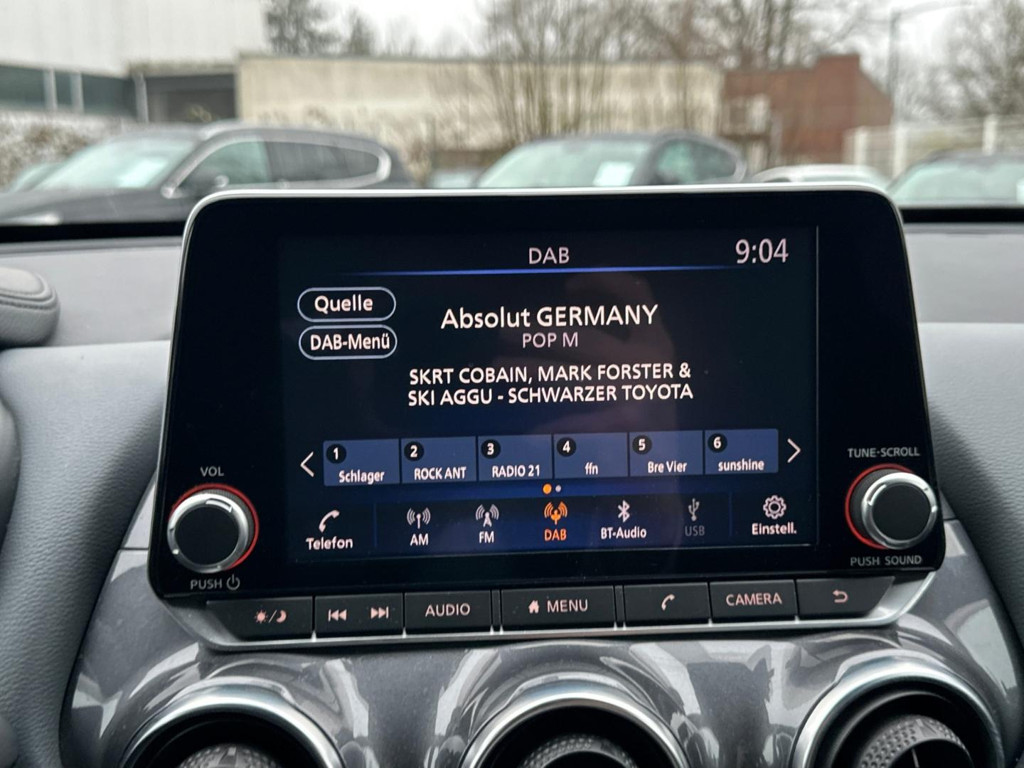 DAB
9:04
Quelle
DAB-Menü
Absolut GERMANY
POP M
SKRT COBAIN, MARK FORSTER &
SKI AGGU - SCHWARZER TOYOTA
1 Schlager
2 ROCK ANT
3 RADIO 21
4 ffn
5 Bre Vier
6 sunshine
Telefon
AM
FM
DAB
BT-Audio
USB
Einstell.
VOL
PUSH
TUNE·SCROLL
PUSH SOUND
AUDIO
MENU
CAMERA